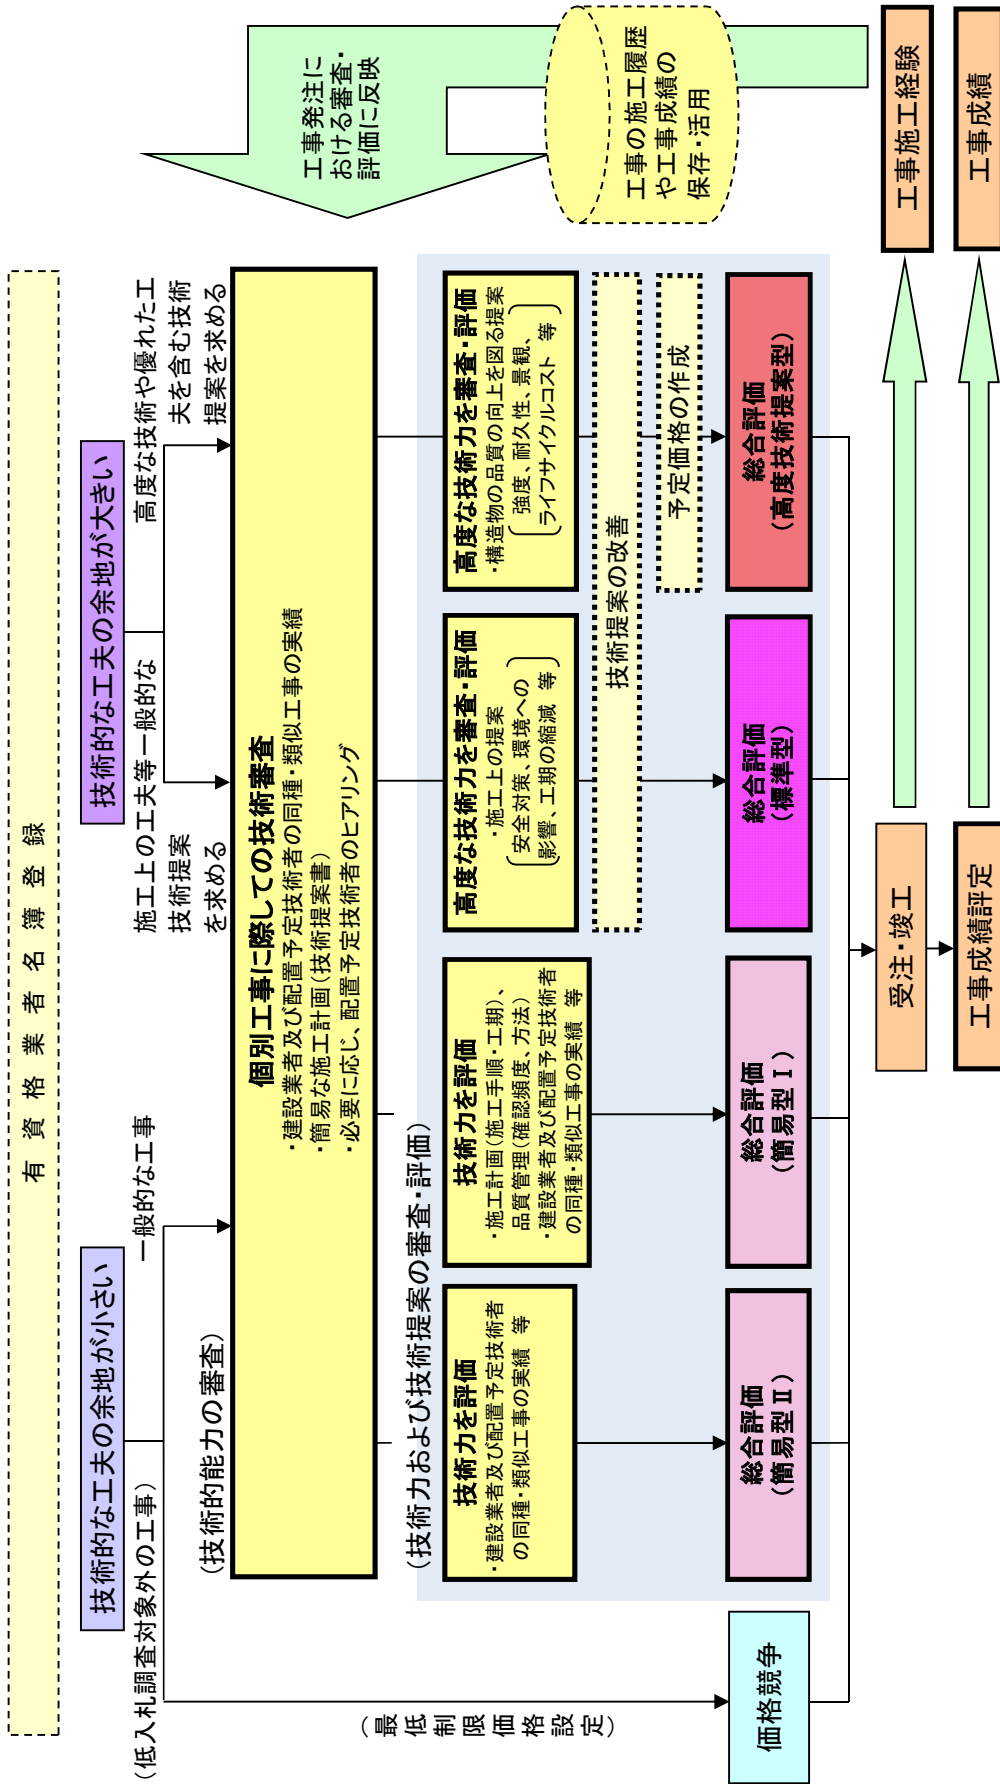 有資格業者名簿登録
技術的な工夫の余地が小さい
技術的な工夫の余地が大きい
(低入札調査対象外の工事)
一般的な工事
施工上の工夫等一般的な
技術提案
を求める
高度な技術や優れた工
夫を含む技術
提案を求める
(技術的能力の審査)
個別工事に際しての技術審査
・建設業者及び配置予定技術者の同種・類似工事の実績
・簡易な施工計画(技術提案書)
・必要に応じ、配置予定技術者のヒアリング
(最低制限価格設定)
(技術力および技術提案の審査・評価)
技術力を評価
・建設業者及び配置予定技術者
の同種・類似工事の実績 等
技術力を評価
・施工計画(施工手順・工期)、
品質管理(確認頻度、方法)
・建設業者及び配置予定技術者
の同種・類似工事の実績 等
高度な技術力を審査・評価
・施工上の提案
安全対策、環境への
影響、工期の縮減 等
高度な技術力を審査・評価
・構造物の品質の向上を図る提案
強度、耐久性、景観、
ライフサイクルコスト 等
技術提案の改善
予定価格の作成
価格競争
総合評価
(簡易型Ⅱ)
総合評価
(簡易型Ⅰ)
総合評価
(標準型)
総合評価
(高度技術提案型)
受注・竣工
工事成績評定
工事施工経験
工事成績
工事の施工履歴
や工事成績の
保存・活用
工事発注に
おける審査・
評価に反映